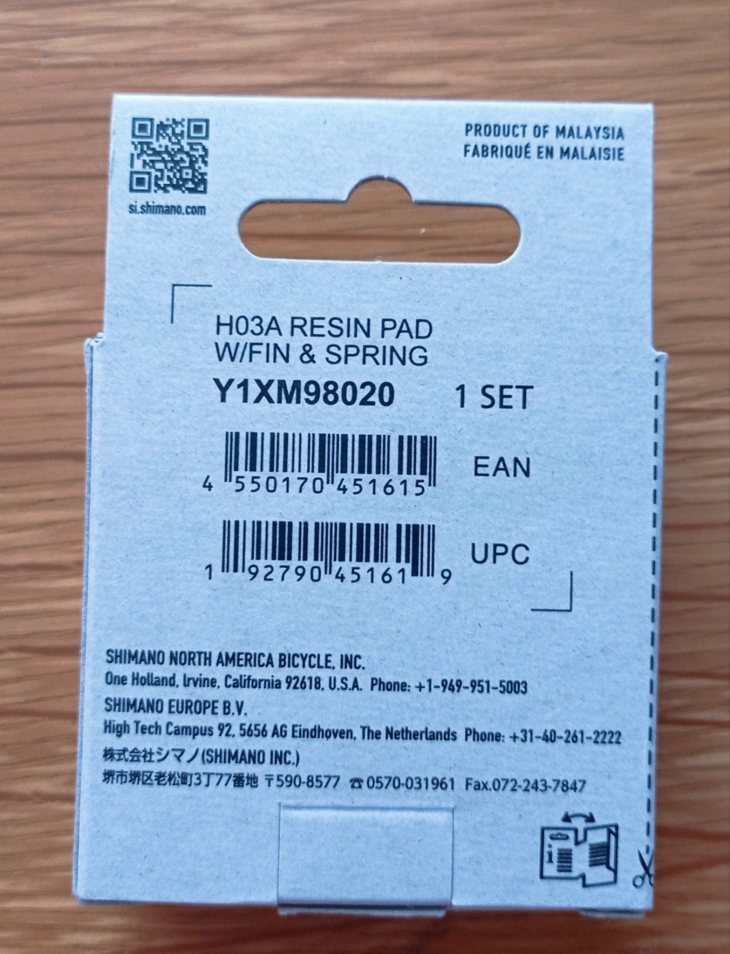 PRODUCT OF MALAYSIA
FABRIQUÉ EN MALAISIE
si.shimano.com
H03A RESIN PAD
W/FIN & SPRING
Y1XM98020 1 SET
EAN
4 550170 451615
UPC
1 92790 45161 9
SHIMANO NORTH AMERICA BICYCLE, INC.
One Holland, Irvine, California 92618, U.S.A. Phone: +1-949-951-5003
SHIMANO EUROPE B.V.
High Tech Campus 92, 5656 AG Eindhoven, The Netherlands Phone: +31-40-261-2222
株式会社シマノ(SHIMANO INC.)
堺市堺区老松町3丁77番地 〒590-8577 ☎0570-031961 Fax.072-243-7847
i